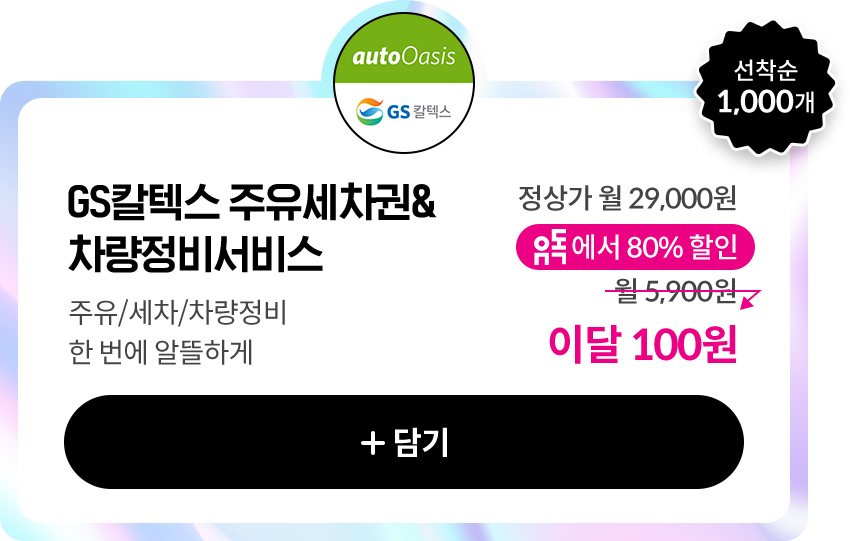 autoOasis
GS칼텍스
선착순
1,000개
GS칼텍스 주유세차권&
차량정비서비스
주유/세차/차량정비
한 번에 알뜰하게
정상가 월 29,000원
유독에서 80% 할인
월 5,900원
이달 100원
+ 담기